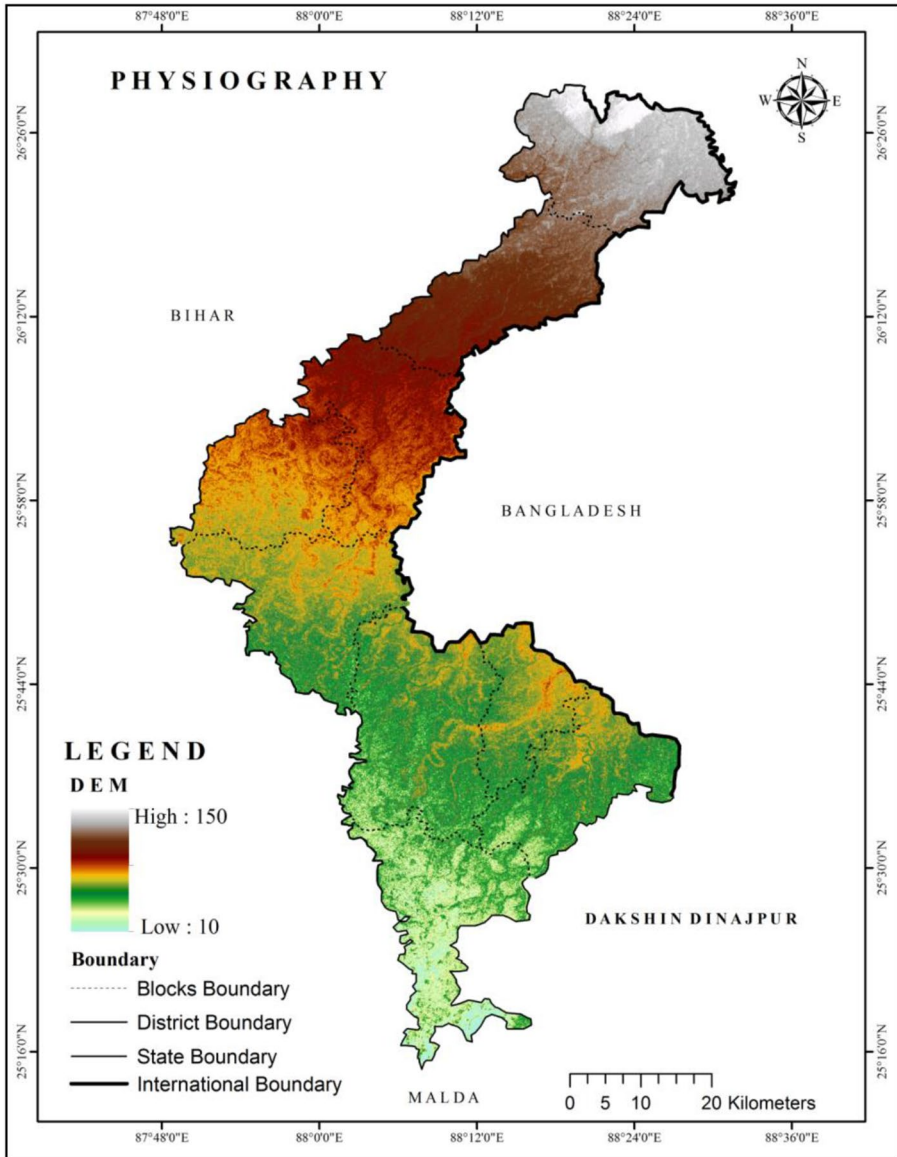 87°48'0"E 88°0'0"E 88°12'0"E 88°24'0"E 88°36'0"E
PHYSIOGRAPHY
N
W E
S
26°26'0"N 26°26'0"N
26°12'0"N 26°12'0"N
BIHAR
25°58'0"N 25°58'0"N
BANGLADESH
25°44'0"N 25°44'0"N
LEGEND
DEM
High : 150
Low : 10
25°30'0"N 25°30'0"N
DAKSHIN DINAJPUR
Boundary
Blocks Boundary
District Boundary
State Boundary
International Boundary
25°16'0"N 25°16'0"N
MALDA
0 5 10 20 Kilometers
87°48'0"E 88°0'0"E 88°12'0"E 88°24'0"E 88°36'0"E